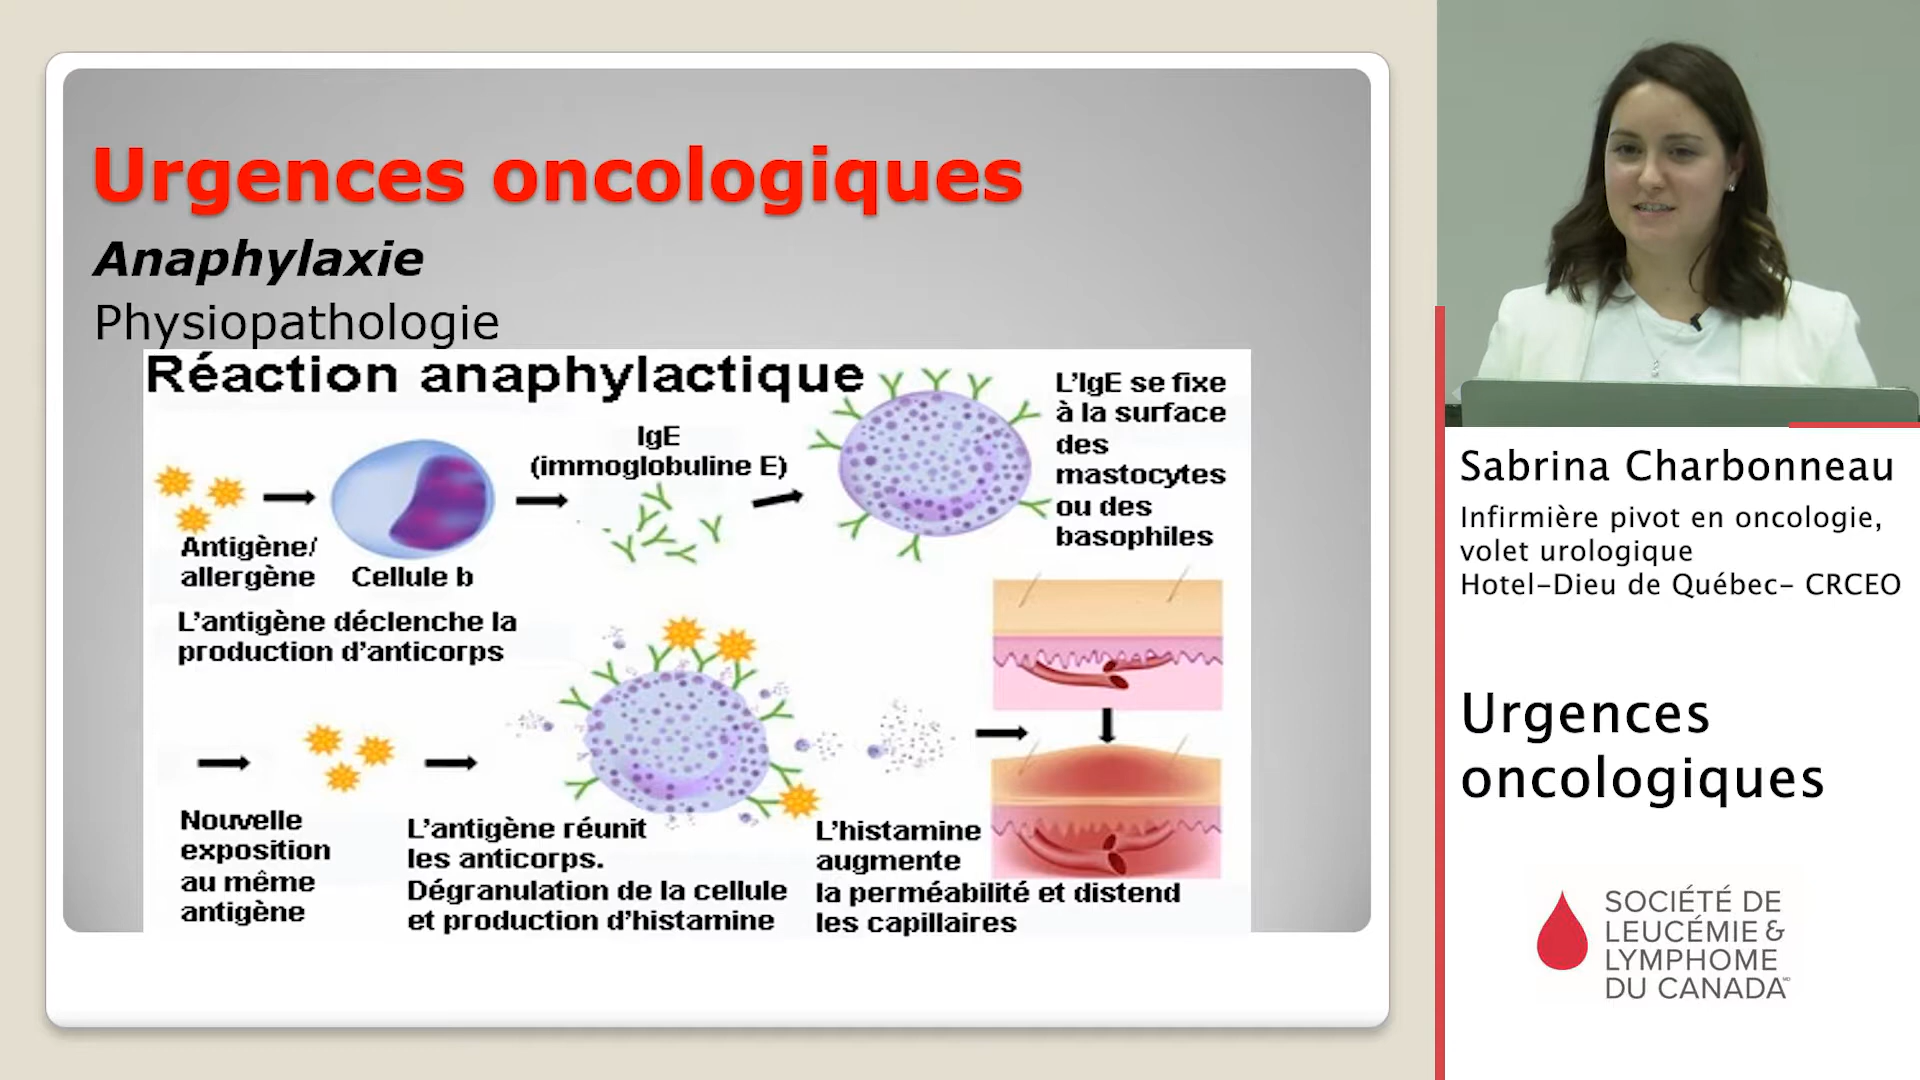 Urgences oncologiques
Anaphylaxie
Physiopathologie
Réaction anaphylactique
Antigène/
allergène
Cellule b
IgE
(immoglobuline E)
L'IgE se fixe
à la surface
des
mastocytes
ou des
basophiles
L'antigène déclenche la
production d'anticorps
Nouvelle
exposition
au même
antigène
L'antigène réunit
les anticorps.
Dégranulation de la cellule
et production d'histamine
L'histamine
augmente
la perméabilité et distend
les capillaires
Sabrina Charbonneau
Infirmière pivot en oncologie,
volet urologique
Hotel-Dieu de Québec- CRCEO
Urgences
oncologiques
SOCIÉTÉ DE
LEUCÉMIE &
LYMPHOME
DU CANADA